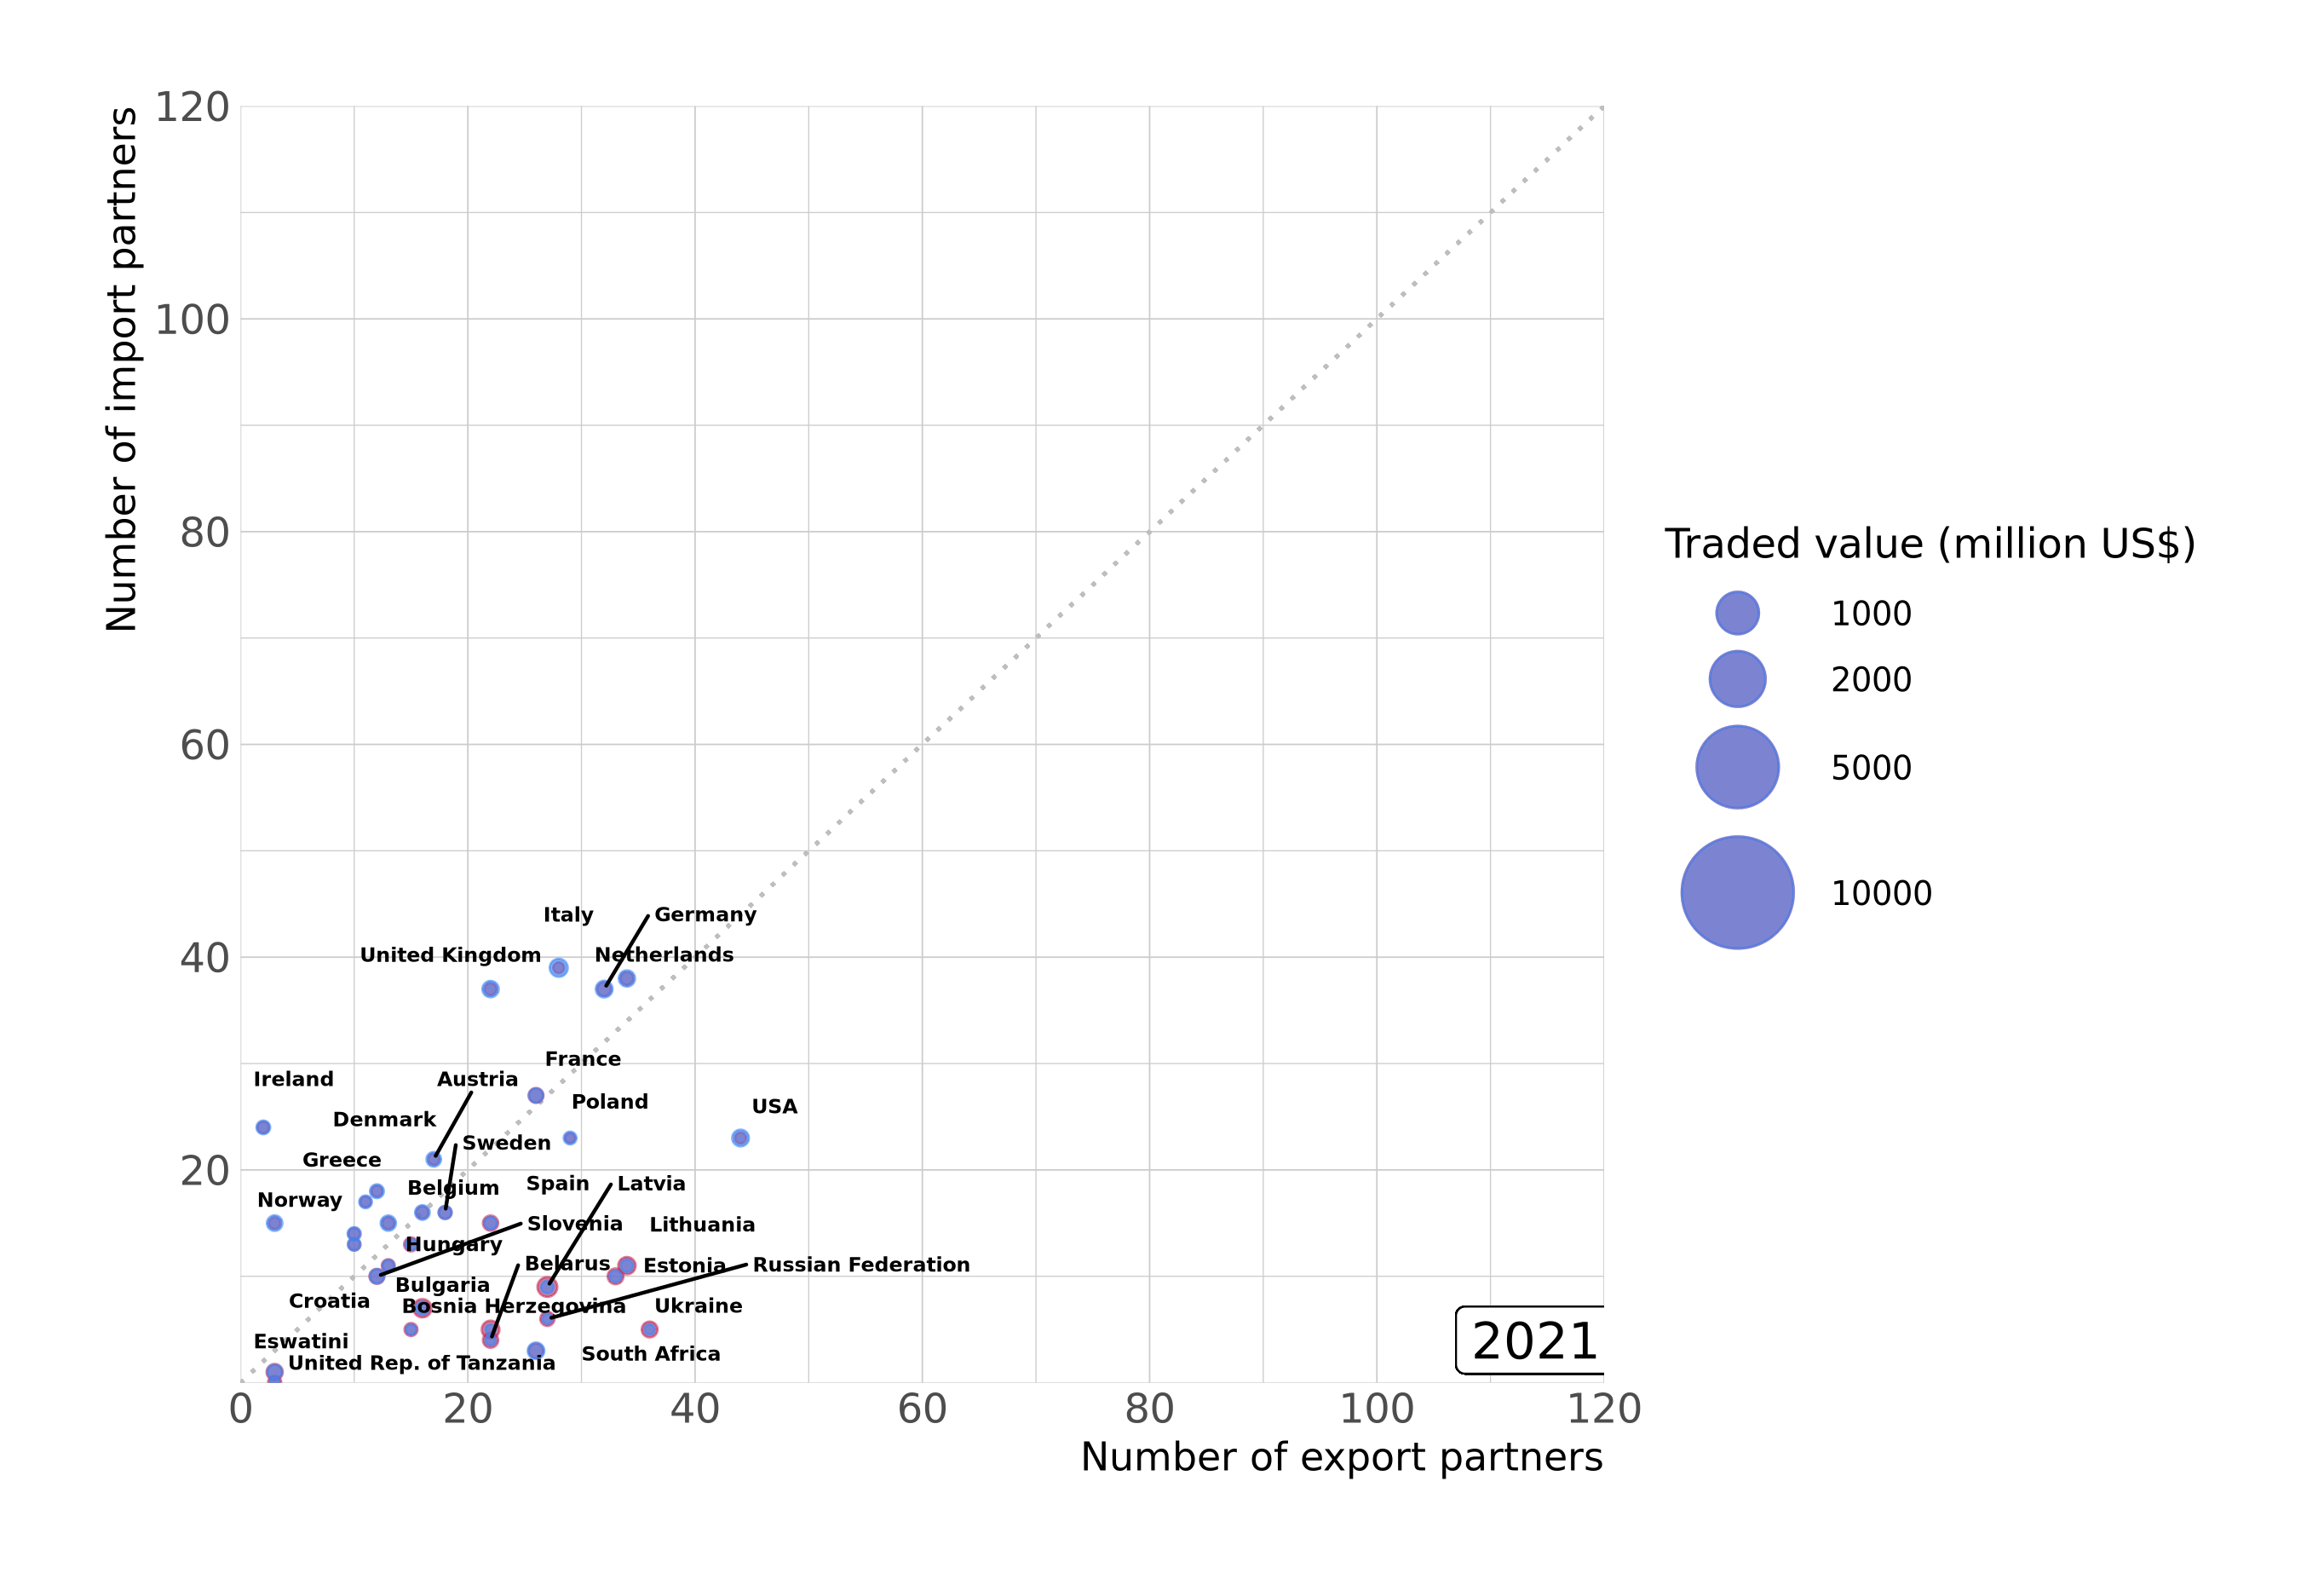 Number of import partners
120
100
80
60
40
20
Italy
Germany
United Kingdom
Netherlands
France
Ireland
Austria
Poland
USA
Denmark
Sweden
Greece
Spain
Latvia
Belgium
Norway
Slovenia
Lithuania
Hungary
Belarus
Estonia
Russian Federation
Bulgaria
Croatia
Bosnia Herzegovina
Ukraine
Eswatini
South Africa
United Rep. of Tanzania
2021
0
20
40
60
80
100
120
Number of export partners
Traded value (million US$)
1000
2000
5000
10000